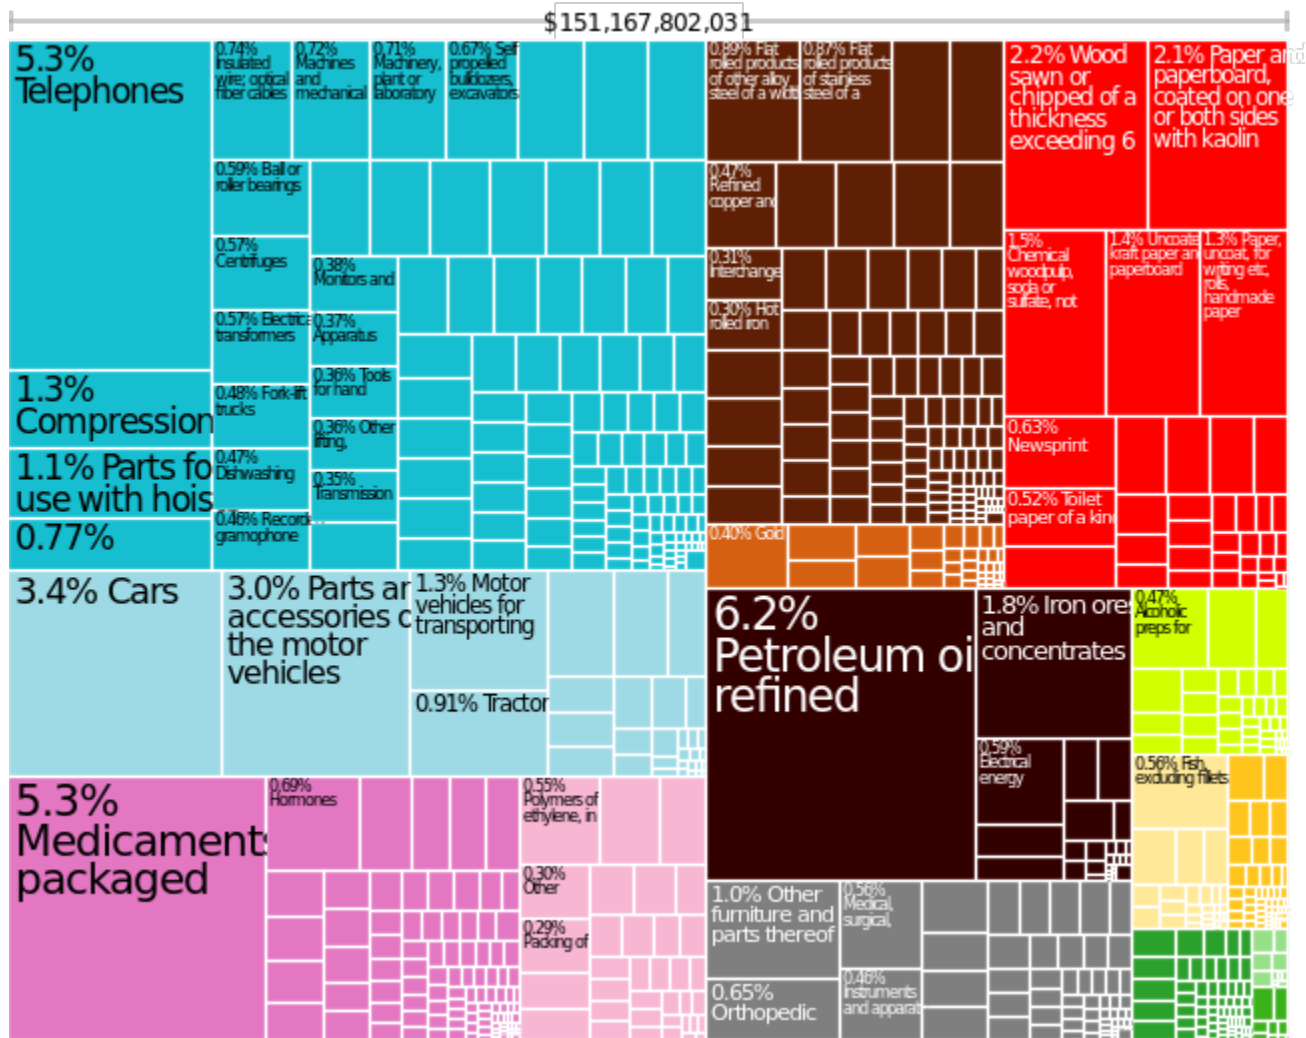 $151,167,802,031
5.3%
Telephones
1.3%
Compression
1.1% Parts fo
use with hois
0.77%
0.74%
Insulated
wire; optical
fiber cables
0.72%
Machines
and
mechanical
0.71%
Machinery,
plant or
laboratory
0.67% Self
propelled
bulldozers,
excavators
0.59% Ball or
roller bearings
0.57%
Centrifuges
0.57% Electrica
transformers
0.48% Fork-lift
trucks
0.47%
Dishwashing
0.46% Recorde
gramophone
0.38%
Monitors and
0.37%
Apparatus
0.36% Tools
for hand
0.36% Other
lifting,
0.35%
Transmission
0.89% Flat
rolled products
of other alloy
steel of a width
0.87% Flat
rolled products
of stainless
steel of a
0.47%
Refined
copper and
0.31%
Interchange
0.30% Hot
rolled iron
0.40% Gold
2.2% Wood
sawn or
chipped of a
thickness
exceeding 6
2.1% Paper and
paperboard,
coated on one
or both sides
with kaolin
1.5%
Chemical
woodpulp,
soda or
sulfate, not
1.4% Uncoate
kraft paper an
paperboard
1.3% Paper,
uncoat, for
writing etc,
rolls,
handmade
paper
0.63%
Newsprint
0.52% Toilet
paper of a kind
3.4% Cars
3.0% Parts an
accessories o
the motor
vehicles
1.3% Motor
vehicles for
transporting
0.91% Tractor
5.3%
Medicaments
packaged
0.69%
Hormones
0.55%
Polymers of
ethylene, in
0.30%
Other
0.29%
Packing of
6.2%
Petroleum oi
refined
1.8% Iron ores
and
concentrates
0.59%
Electrical
energy
0.47%
Alcoholic
preps for
0.56% Fish,
excluding fillets
1.0% Other
furniture and
parts thereof
0.65%
Orthopedic
0.56%
Medical,
surgical,
0.46%
Instruments
and apparat